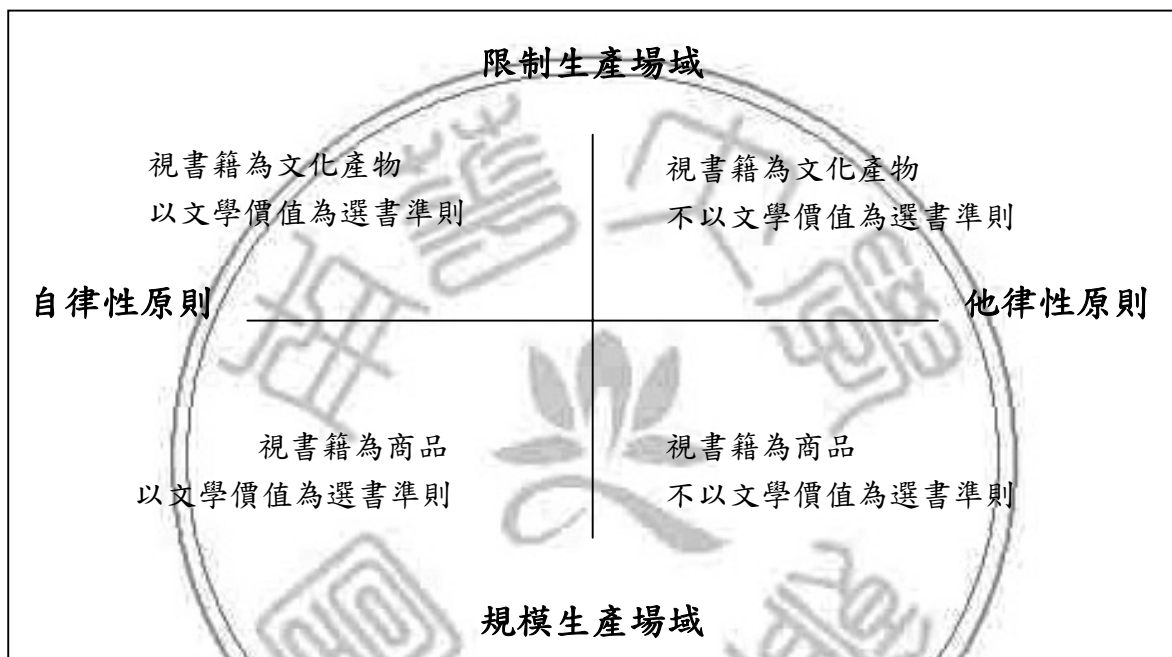 限制生產場域
視書籍為文化產物
以文學價值為選書準則
視書籍為文化產物
不以文學價值為選書準則
自律性原則
他律性原則
視書籍為商品
以文學價值為選書準則
視書籍為商品
不以文學價值為選書準則
規模生產場域